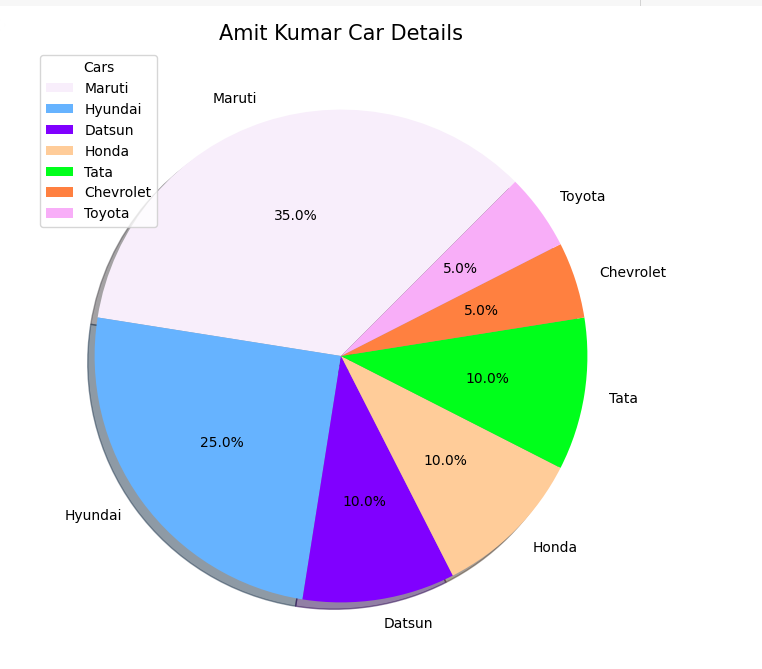 Amit Kumar Car Details
Cars
Maruti
Hyundai
Datsun
Honda
Tata
Chevrolet
Toyota
Maruti
35.0%
Toyota
5.0%
Chevrolet
5.0%
Tata
10.0%
Honda
10.0%
Datsun
10.0%
Hyundai
25.0%